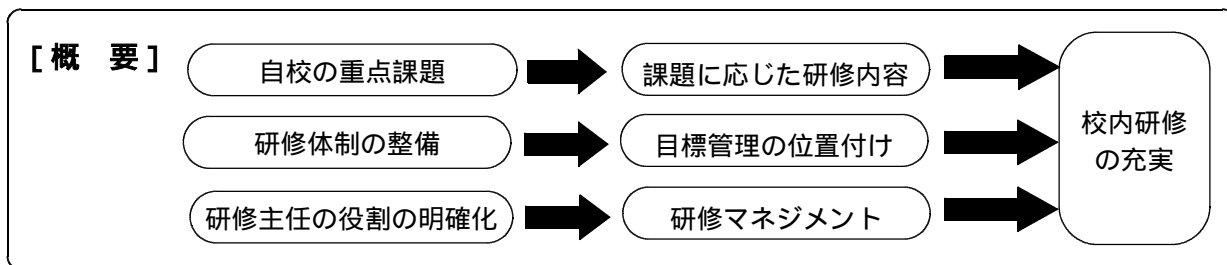 [概 要]
自校の重点課題
課題に応じた研修内容
研修体制の整備
目標管理の位置付け
研修主任の役割の明確化
研修マネジメント
校内研修
の充実